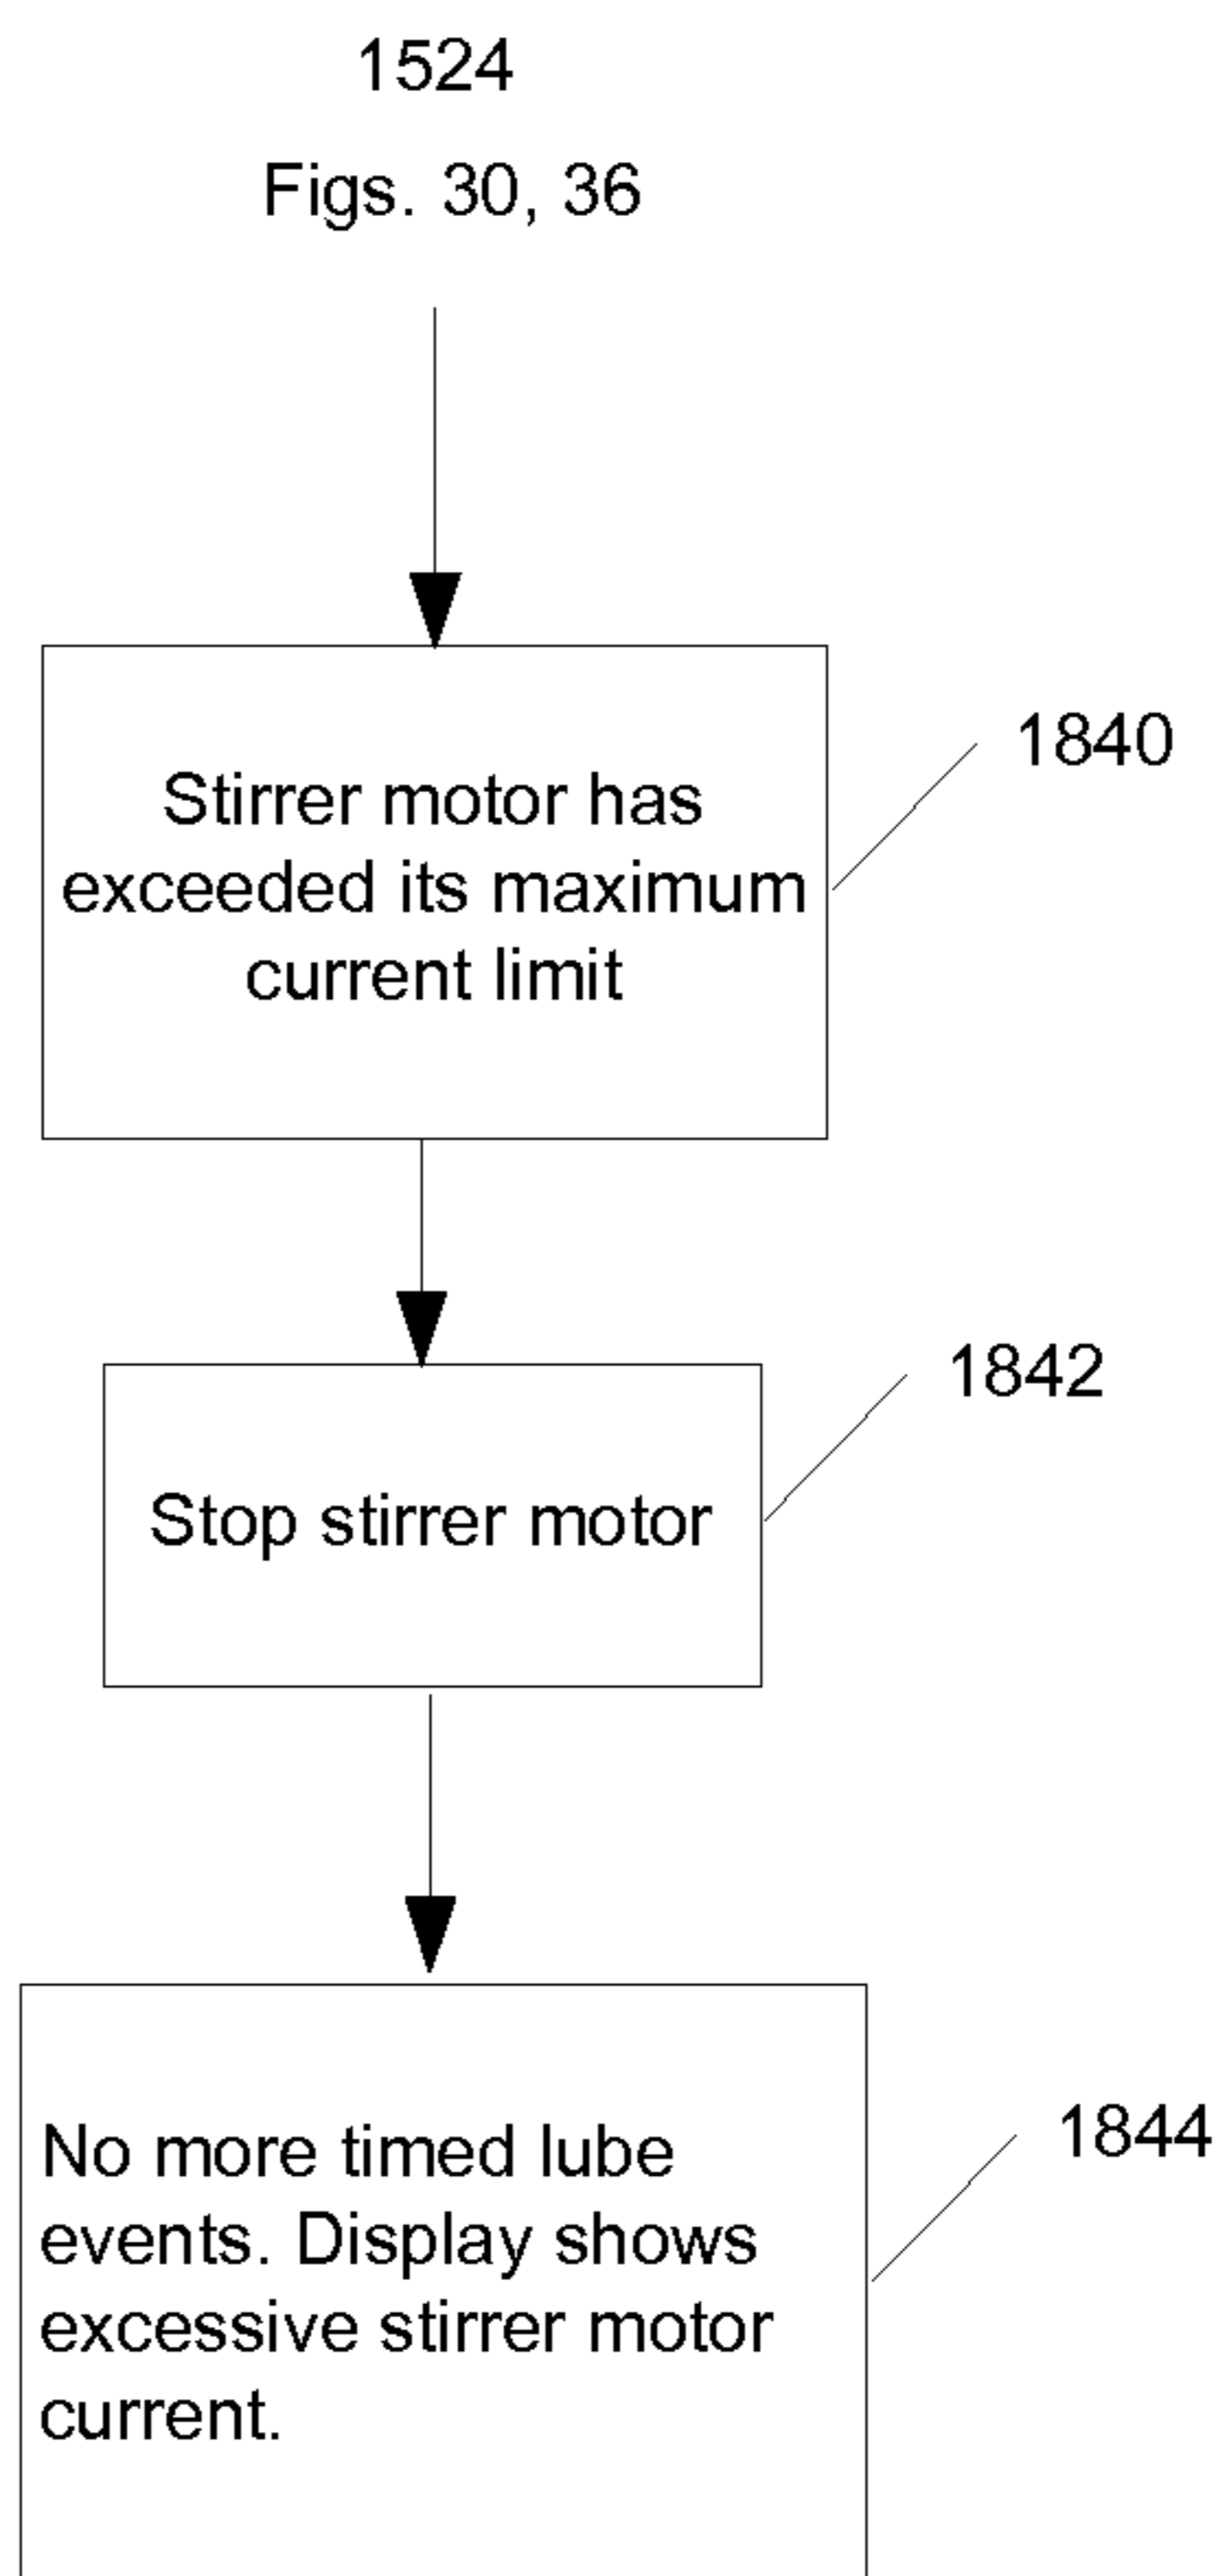 1524
Figs. 30, 36
Stirrer motor has
exceeded its maximum
current limit
1840
Stop stirrer motor
1842
No more timed lube
events. Display shows
excessive stirrer motor
current.
1844